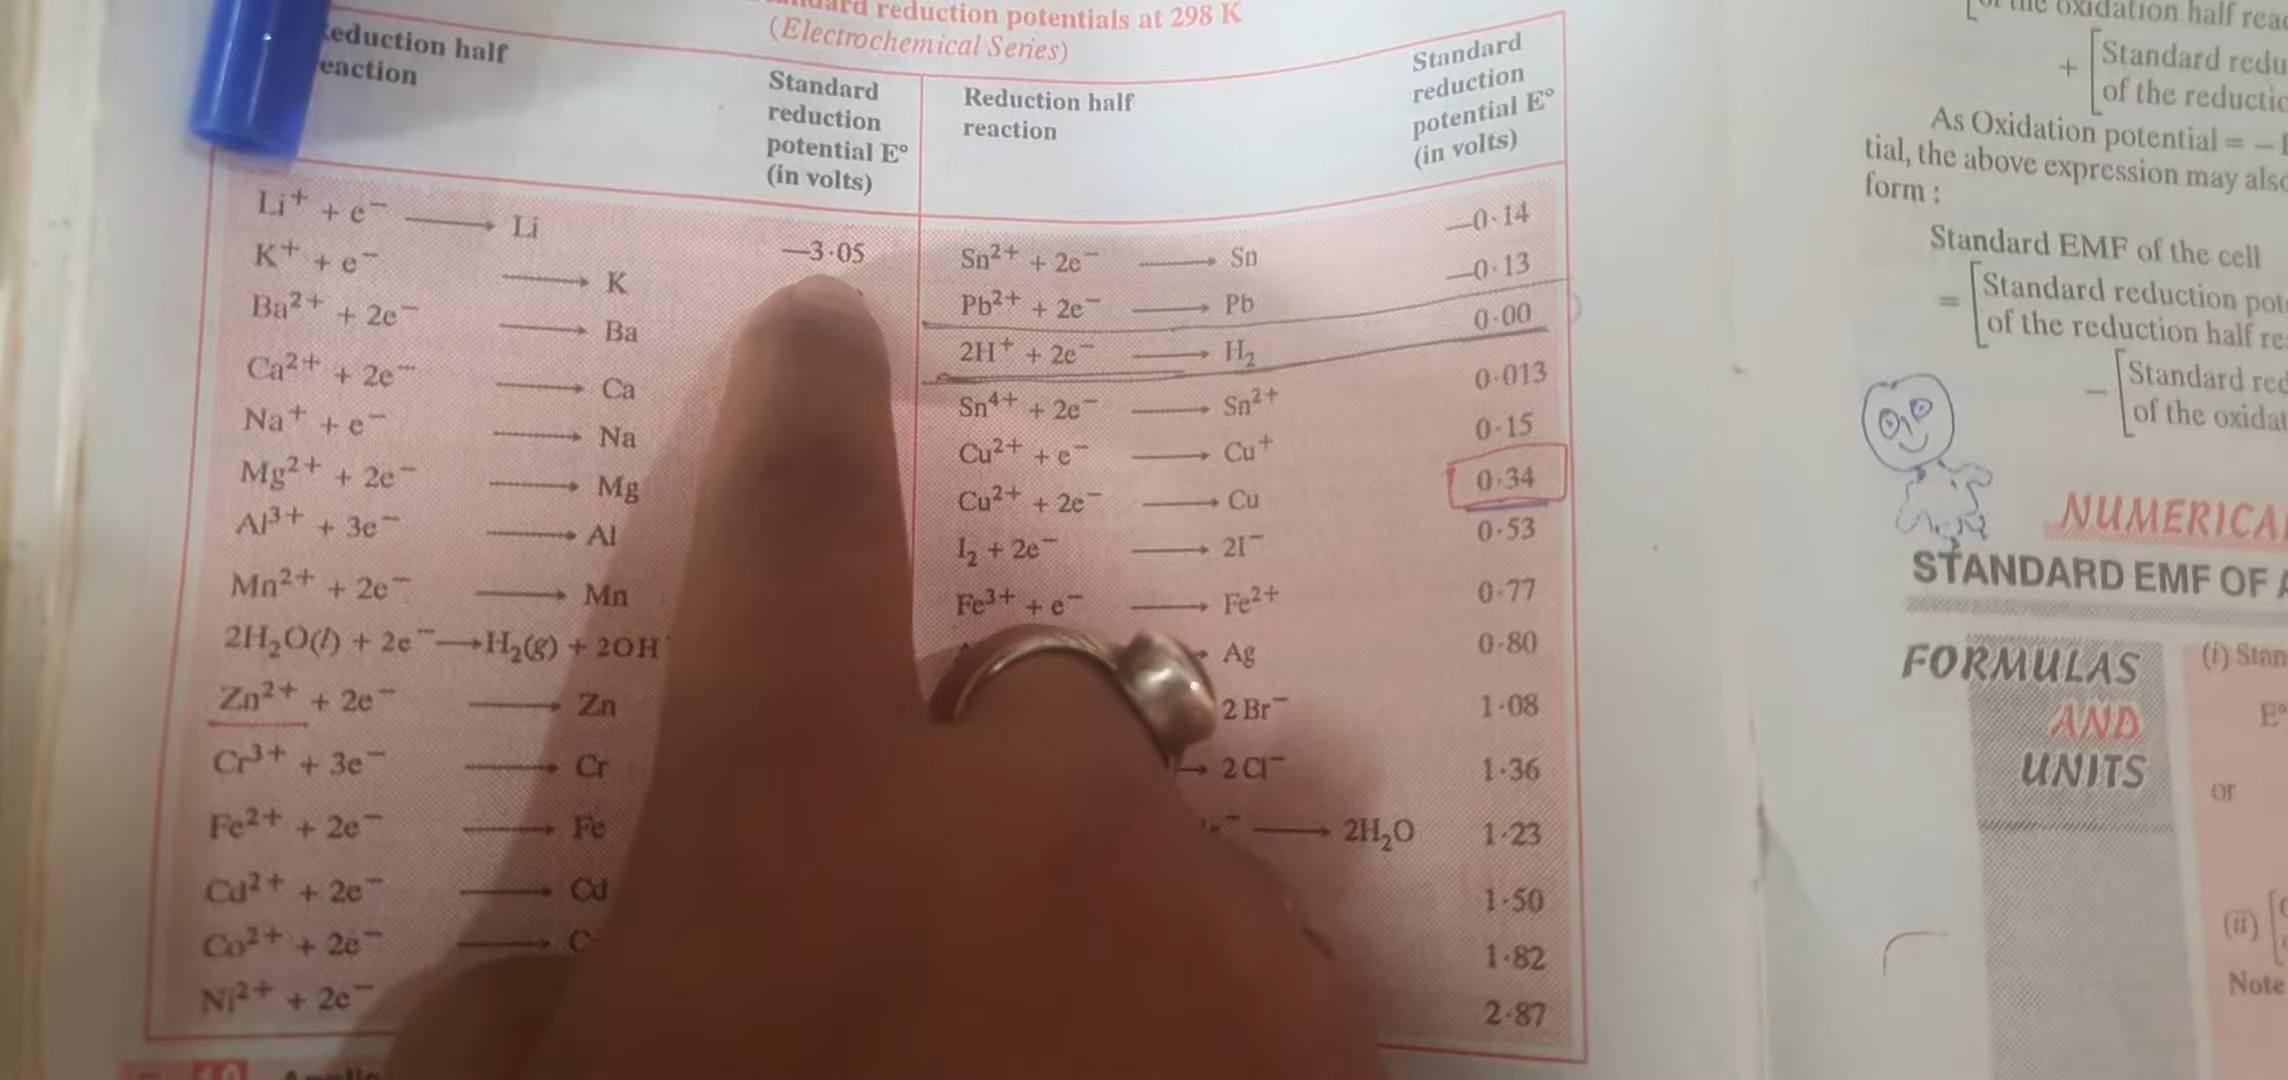 reduction potentials at 298 K
(Electrochemical Series)
eduction half
eaction
Standard
reduction
potential E°
(in volts)
Reduction half
reaction
Standard
reduction
potential E°
(in volts)
Li⁺ + e⁻ ⟶ Li
—3·05
K⁺ + e⁻ ⟶ K
Ba²⁺ + 2e⁻ ⟶ Ba
Ca²⁺ + 2e⁻ ⟶ Ca
Na⁺ + e⁻ ⟶ Na
Mg²⁺ + 2e⁻ ⟶ Mg
Al³⁺ + 3e⁻ ⟶ Al
Mn²⁺ + 2e⁻ ⟶ Mn
2H₂O(l) + 2e⁻ ⟶ H₂(g) + 2OH
Zn²⁺ + 2e⁻ ⟶ Zn
Cr³⁺ + 3e⁻ ⟶ Cr
Fe²⁺ + 2e⁻ ⟶ Fe
Cd²⁺ + 2e⁻ ⟶ Cd
Co²⁺ + 2e⁻ ⟶ C
Ni²⁺ + 2e⁻
Sn²⁺ + 2e⁻ ⟶ Sn —0·14
Pb²⁺ + 2e⁻ ⟶ Pb —0·13
2H⁺ + 2e⁻ ⟶ H₂ 0·00
Sn⁴⁺ + 2e⁻ ⟶ Sn²⁺ 0·013
Cu²⁺ + e⁻ ⟶ Cu⁺ 0·15
Cu²⁺ + 2e⁻ ⟶ Cu 0·34
I₂ + 2e⁻ ⟶ 2I⁻ 0·53
Fe³⁺ + e⁻ ⟶ Fe²⁺ 0·77
Ag 0·80
2 Br⁻ 1·08
⟶ 2 Cl⁻ 1·36
⟶ 2H₂O 1·23
1·50
1·82
2·87
of the oxidation half rea
+ [Standard redu
of the reductio
As Oxidation potential = –
tial, the above expression may also
form :
Standard EMF of the cell
= [Standard reduction pot
of the reduction half re
– [Standard red
of the oxidat
NUMERICA
STANDARD EMF OF
FORMULAS
AND
UNITS
(i) Stan
E°
or
(ii)
Note